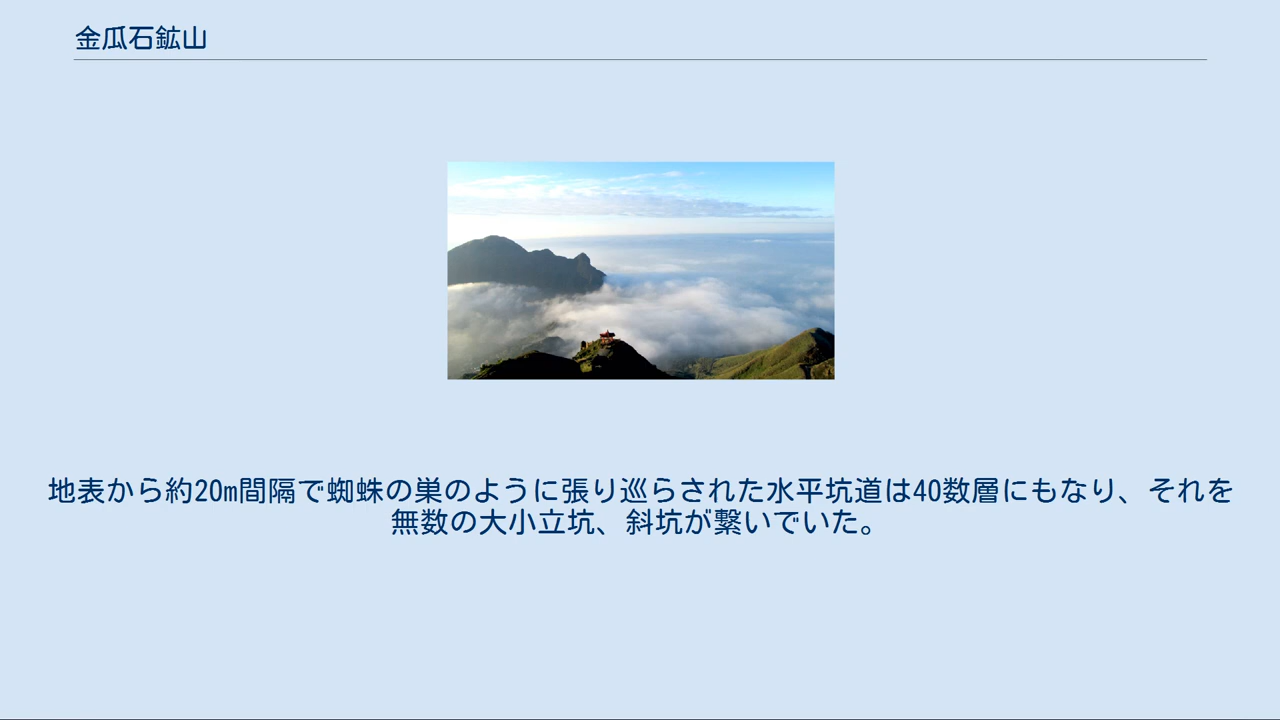 金瓜石鉱山
地表から約20m間隔で蜘蛛の巣のように張り巡らされた水平坑道は40数層にもなり、それを
無数の大小立坑、斜坑が繋いでいた。